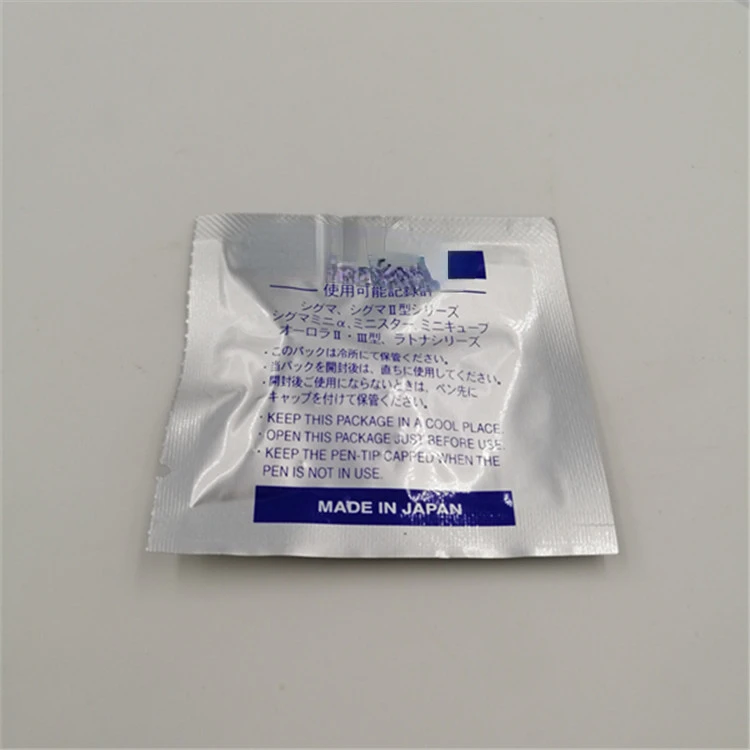 使用可能記録計
シグマ、シグマⅡ型シリーズ
シグマミニα、ミニスター、ミニキューブ
オーロラⅡ・Ⅲ型、ラトナシリーズ
・このパックは冷所にて保管ください。
・当パックを開封後は、直ちに使用してください。
・開封後ご使用にならないときは、ペン先に
キャップを付けて保管ください。
・KEEP THIS PACKAGE IN A COOL PLACE.
・OPEN THIS PACKAGE JUST BEFORE USE.
・KEEP THE PEN-TIP CAPPED WHEN THE
PEN IS NOT IN USE.
MADE IN JAPAN